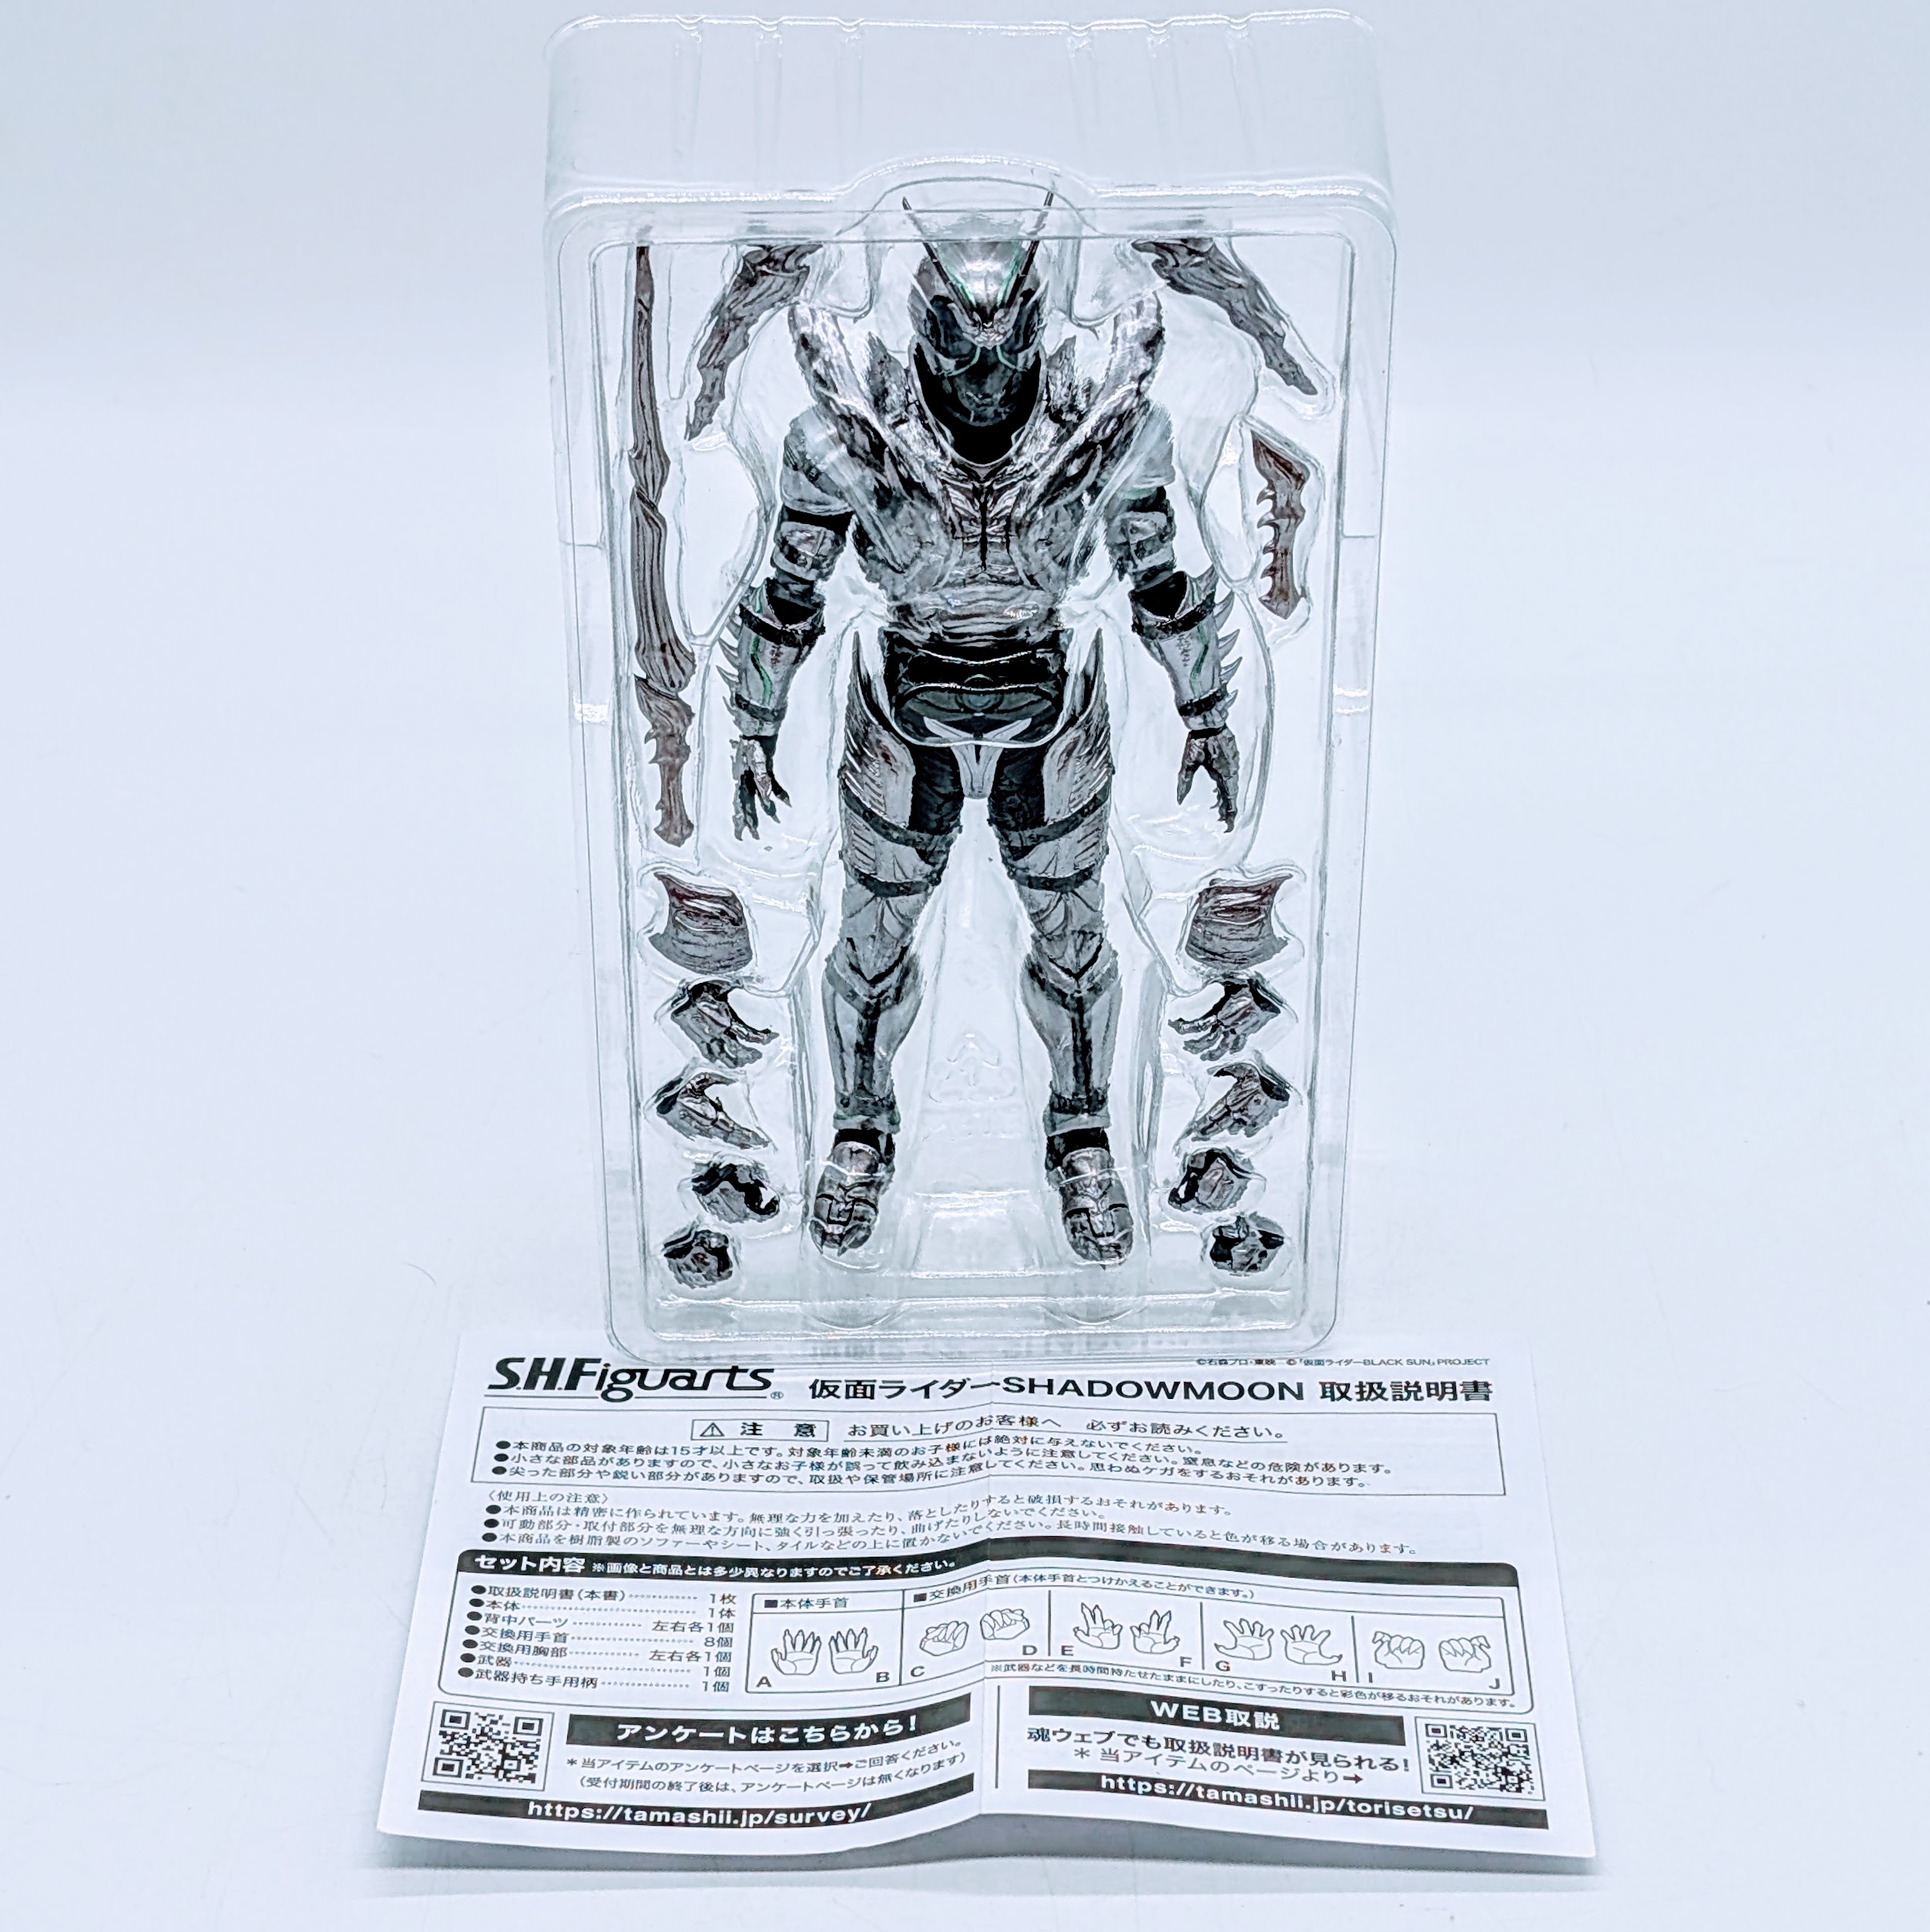 ©石森プロ・東映 ©「仮面ライダーBLACK SUN」PROJECT
S.H.Figuarts® 仮面ライダーSHADOWMOON 取扱説明書
⚠ 注 意 お買い上げのお客様へ 必ずお読みください。
●本商品の対象年齢は15才以上です。対象年齢未満のお子様には絶対に与えないでください。
●小さな部品がありますので、小さなお子様が誤って飲み込まないように注意してください。窒息などの危険があります。
●尖った部分や鋭い部分がありますので、取扱や保管場所に注意してください。思わぬケガをするおそれがあります。
〈使用上の注意〉
●本商品は精密に作られています。無理な力を加えたり、落としたりすると破損するおそれがあります。
●可動部分・取付部分を無理な方向に強く引っ張ったり、曲げたりしないでください。
●本商品を樹脂製のソファーやシート、タイルなどの上に置かないでください。長時間接触していると色が移る場合があります。
セット内容 ※画像と商品とは多少異なりますのでご了承ください。
●取扱説明書(本書) 1枚
●本体 1体
●背中パーツ 左右各1個
●交換用手首 8個
●交換用胸部 左右各1個
●武器 1個
●武器持ち手用柄 1個
■本体手首
A B
■交換用手首(本体手首とつけかえることができます。)
C D E F G H I J
※武器などを長時間持たせたままにしたり、こすったりすると彩色が移るおそれがあります。
アンケートはこちらから!
*当アイテムのアンケートページを選択➡ご回答ください。
(受付期間の終了後は、アンケートページは無くなります)
https://tamashii.jp/survey/
WEB取説
魂ウェブでも取扱説明書が見られる!
*当アイテムのページより➡
https://tamashii.jp/torisetsu/